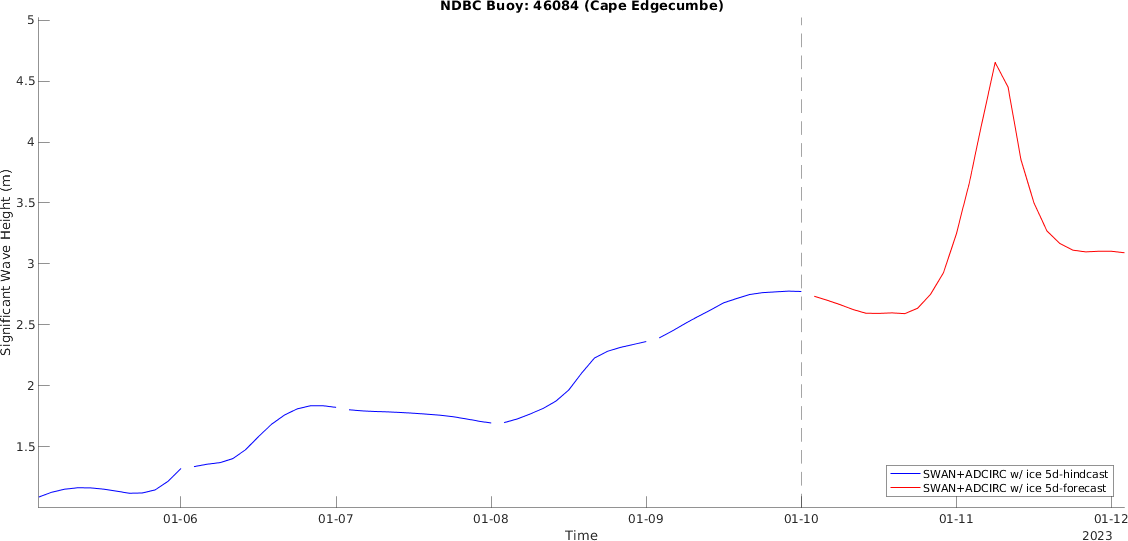 NDBC Buoy: 46084 (Cape Edgecumbe)
5
4.5
4
3.5
3
2.5
2
1.5
Significant Wave Height (m)
SWAN+ADCIRC w/ ice 5d-hindcast
SWAN+ADCIRC w/ ice 5d-forecast
01-06 01-07 01-08 01-09 01-10 01-11 01-12
Time
2023